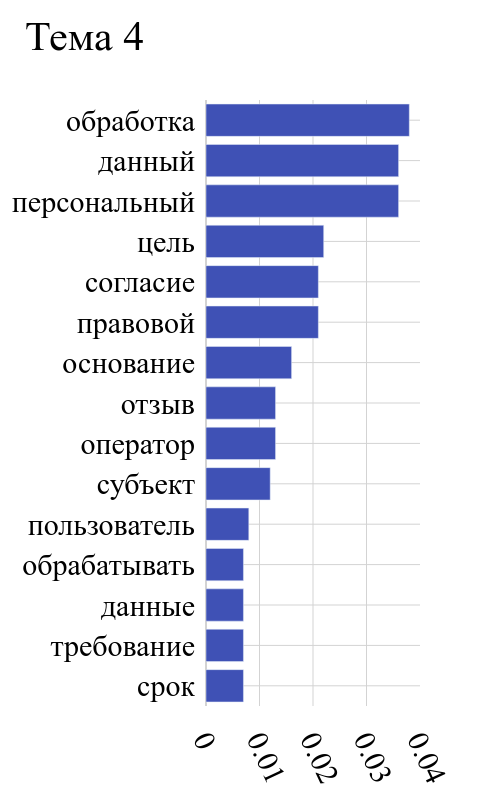 Тема 4
обработка
данный
персональный
цель
согласие
правовой
основание
отзыв
оператор
субъект
пользователь
обрабатывать
данные
требование
срок
0
0.01
0.02
0.03
0.04